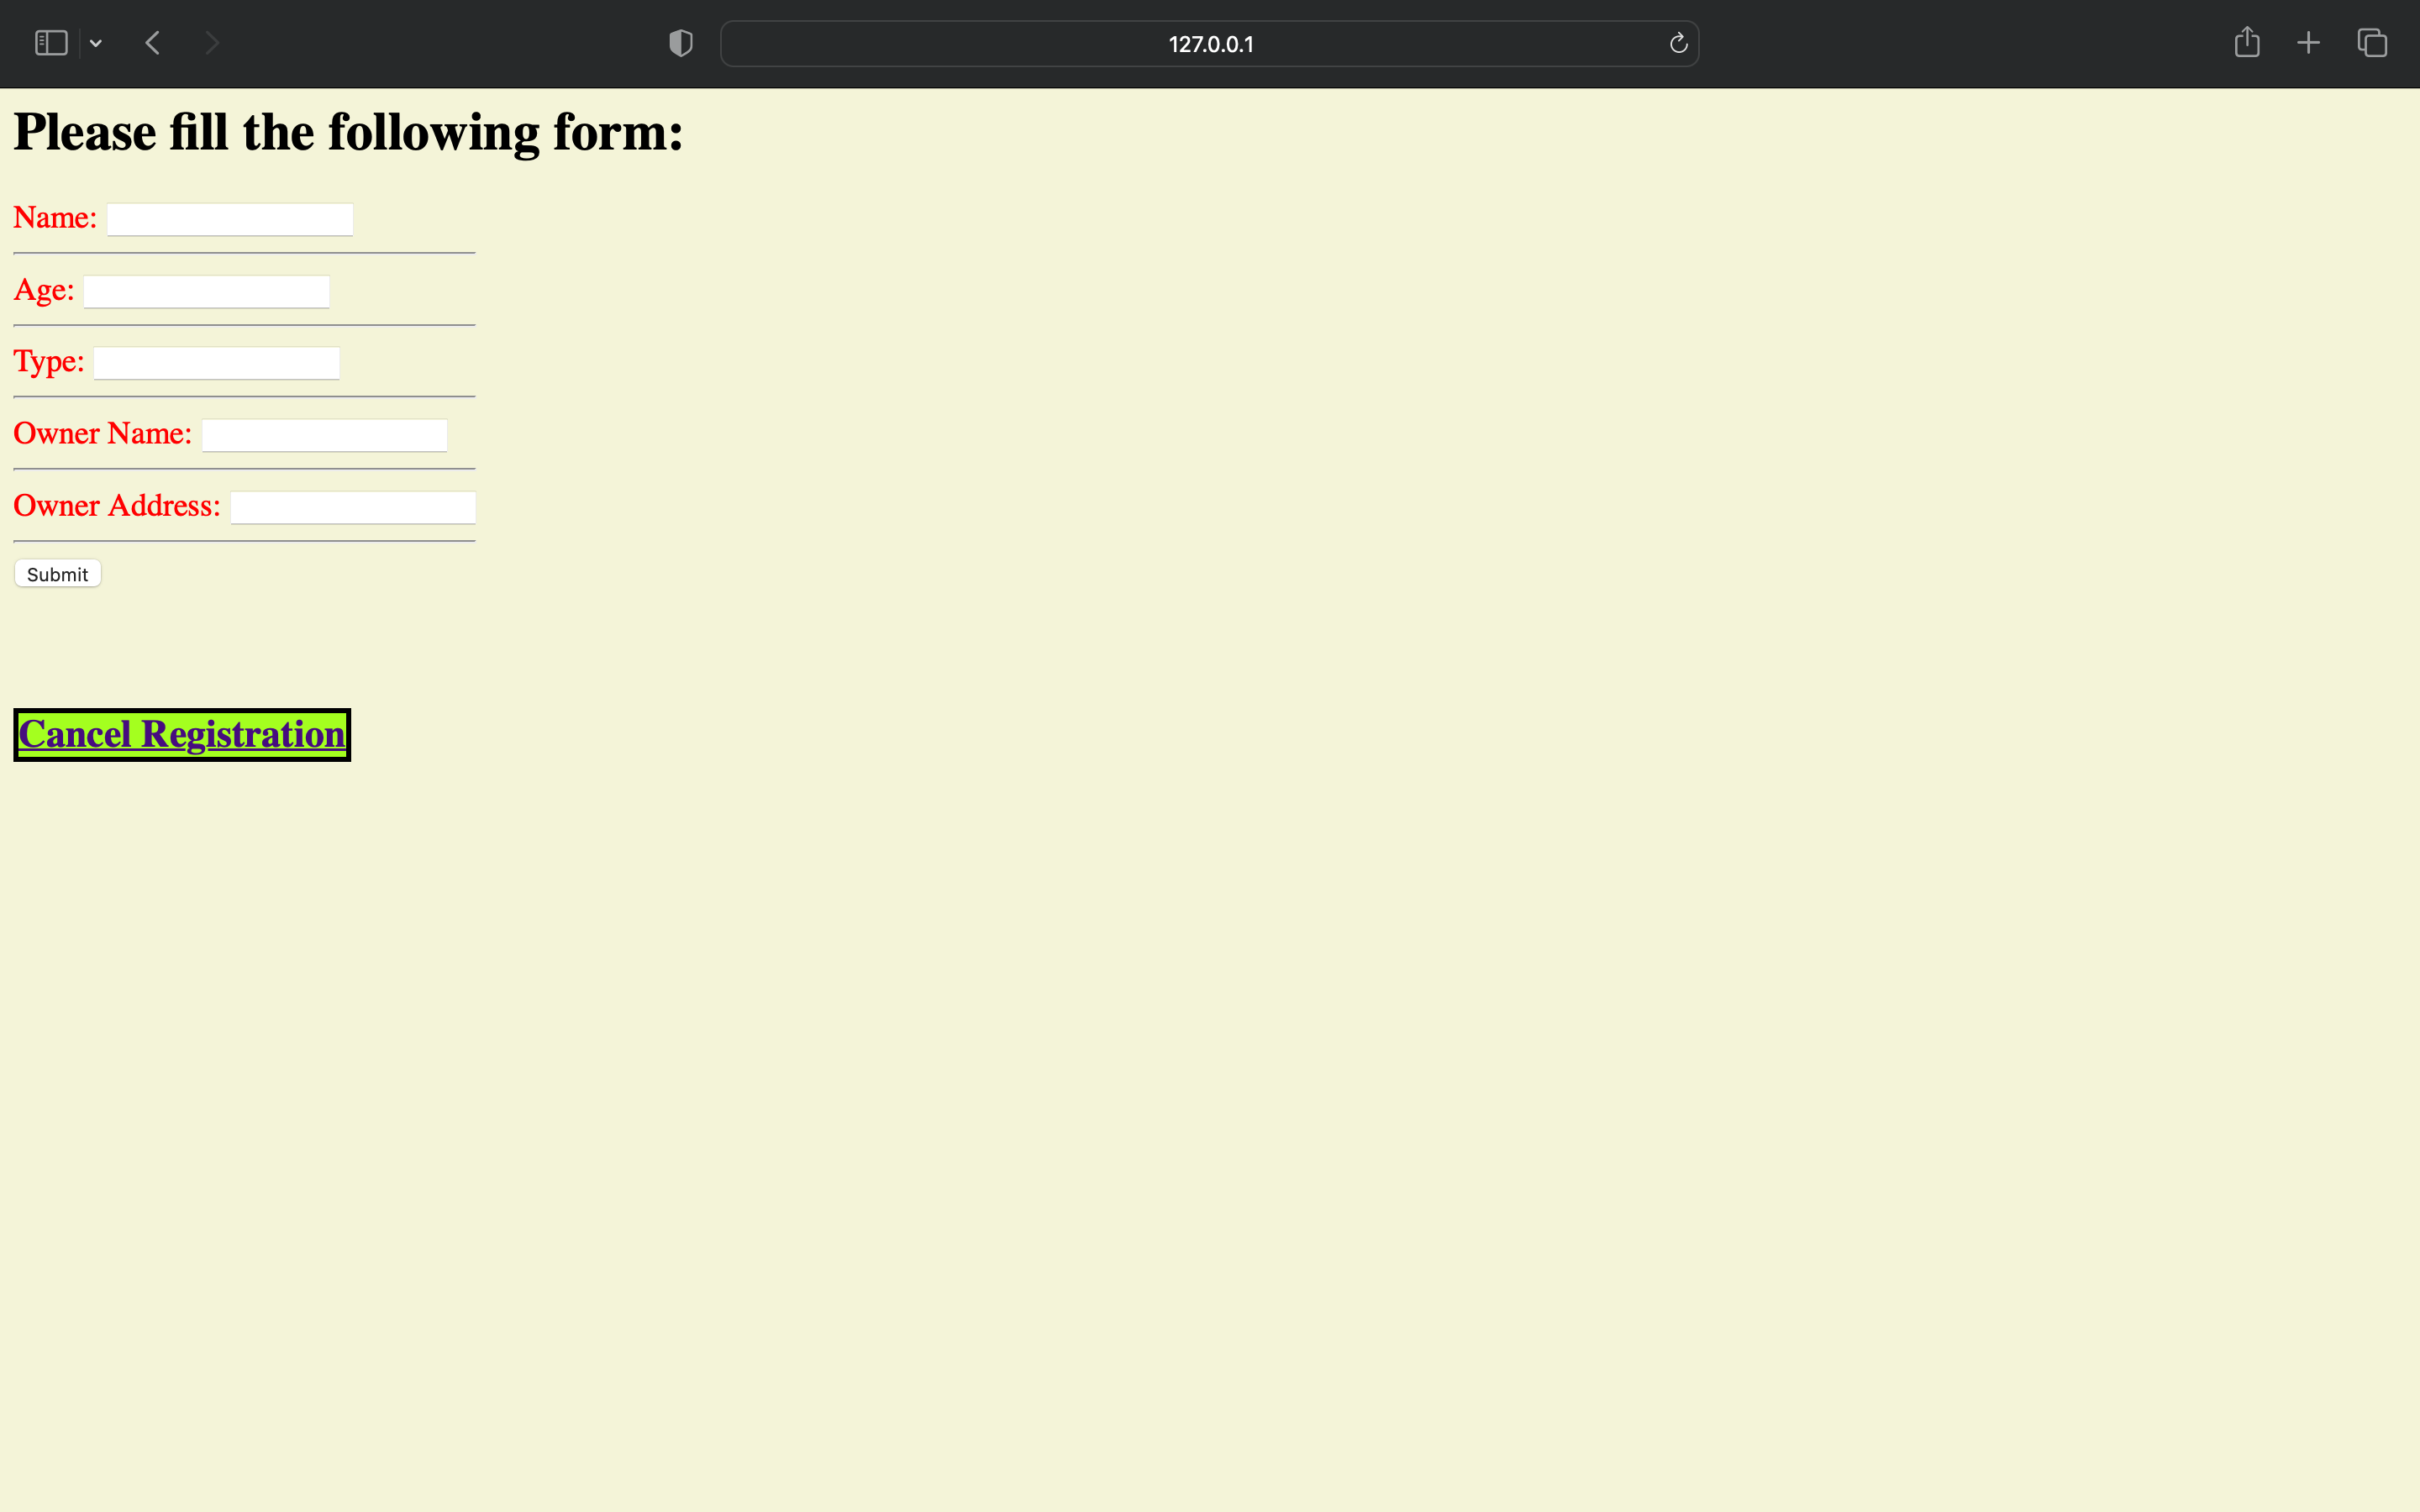 127.0.0.1
Please fill the following form:
Name:
Age:
Type:
Owner Name:
Owner Address:
Submit
Cancel Registration